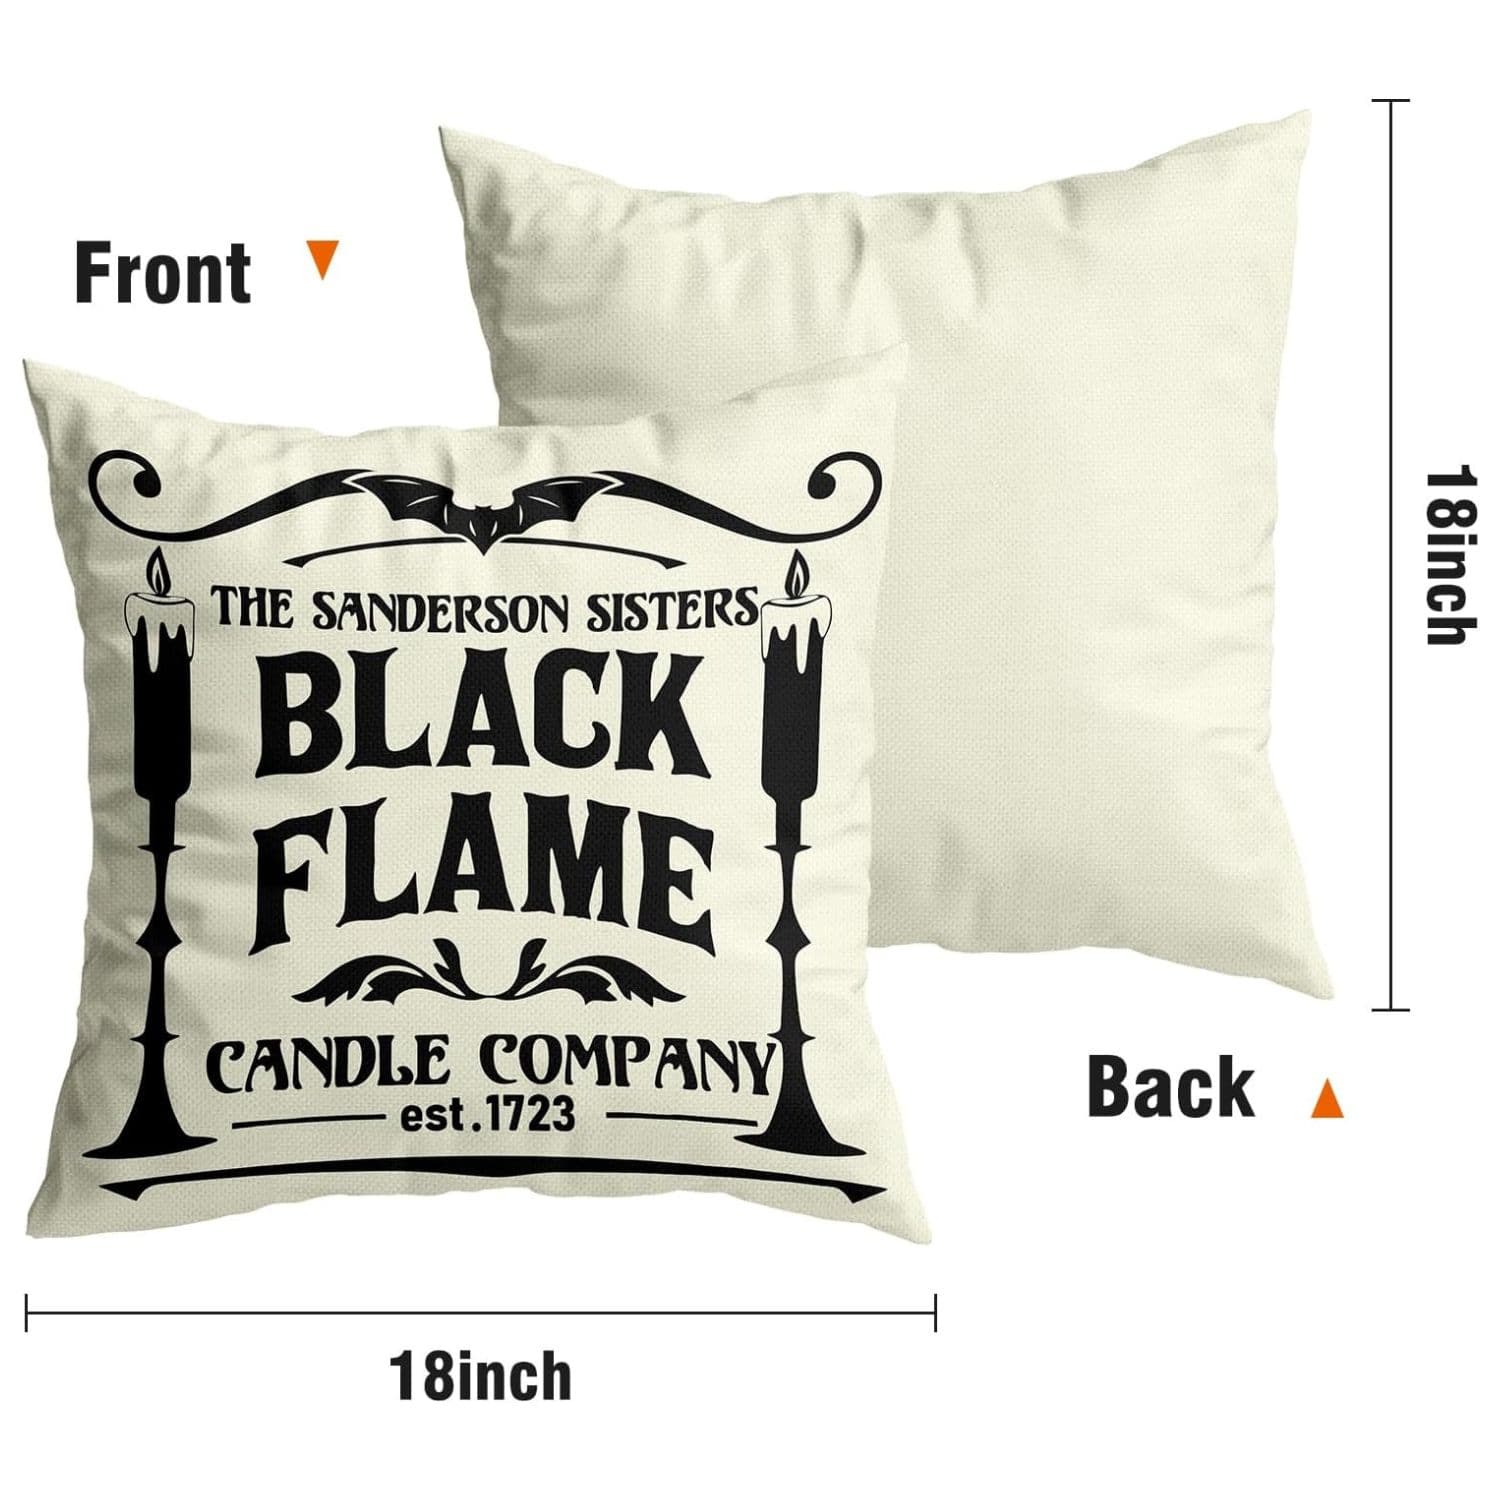 Front
THE SANDERSON SISTERS
BLACK
FLAME
CANDLE COMPANY
est.1723
18inch
Back
18inch